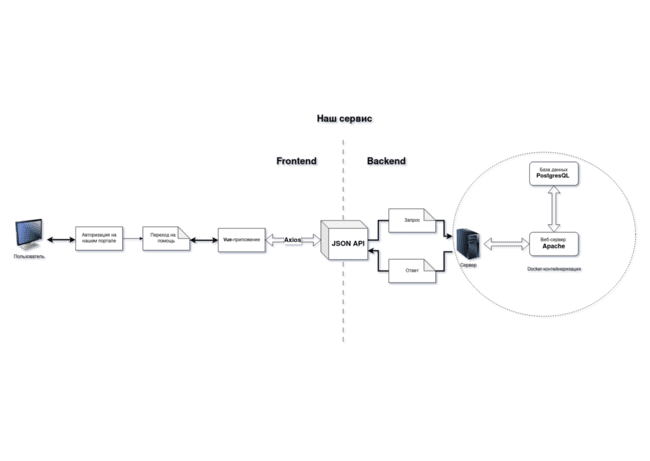 Наш сервис
Frontend
Backend
База данных
PostgresQL
Запрос
Авторизация на
нашем портале
Переход на
помощь
Vue-приложение
Axios
JSON API
Веб-сервер
Apache
Пользователь
Сервер
Ответ
Docker-контейнеризация